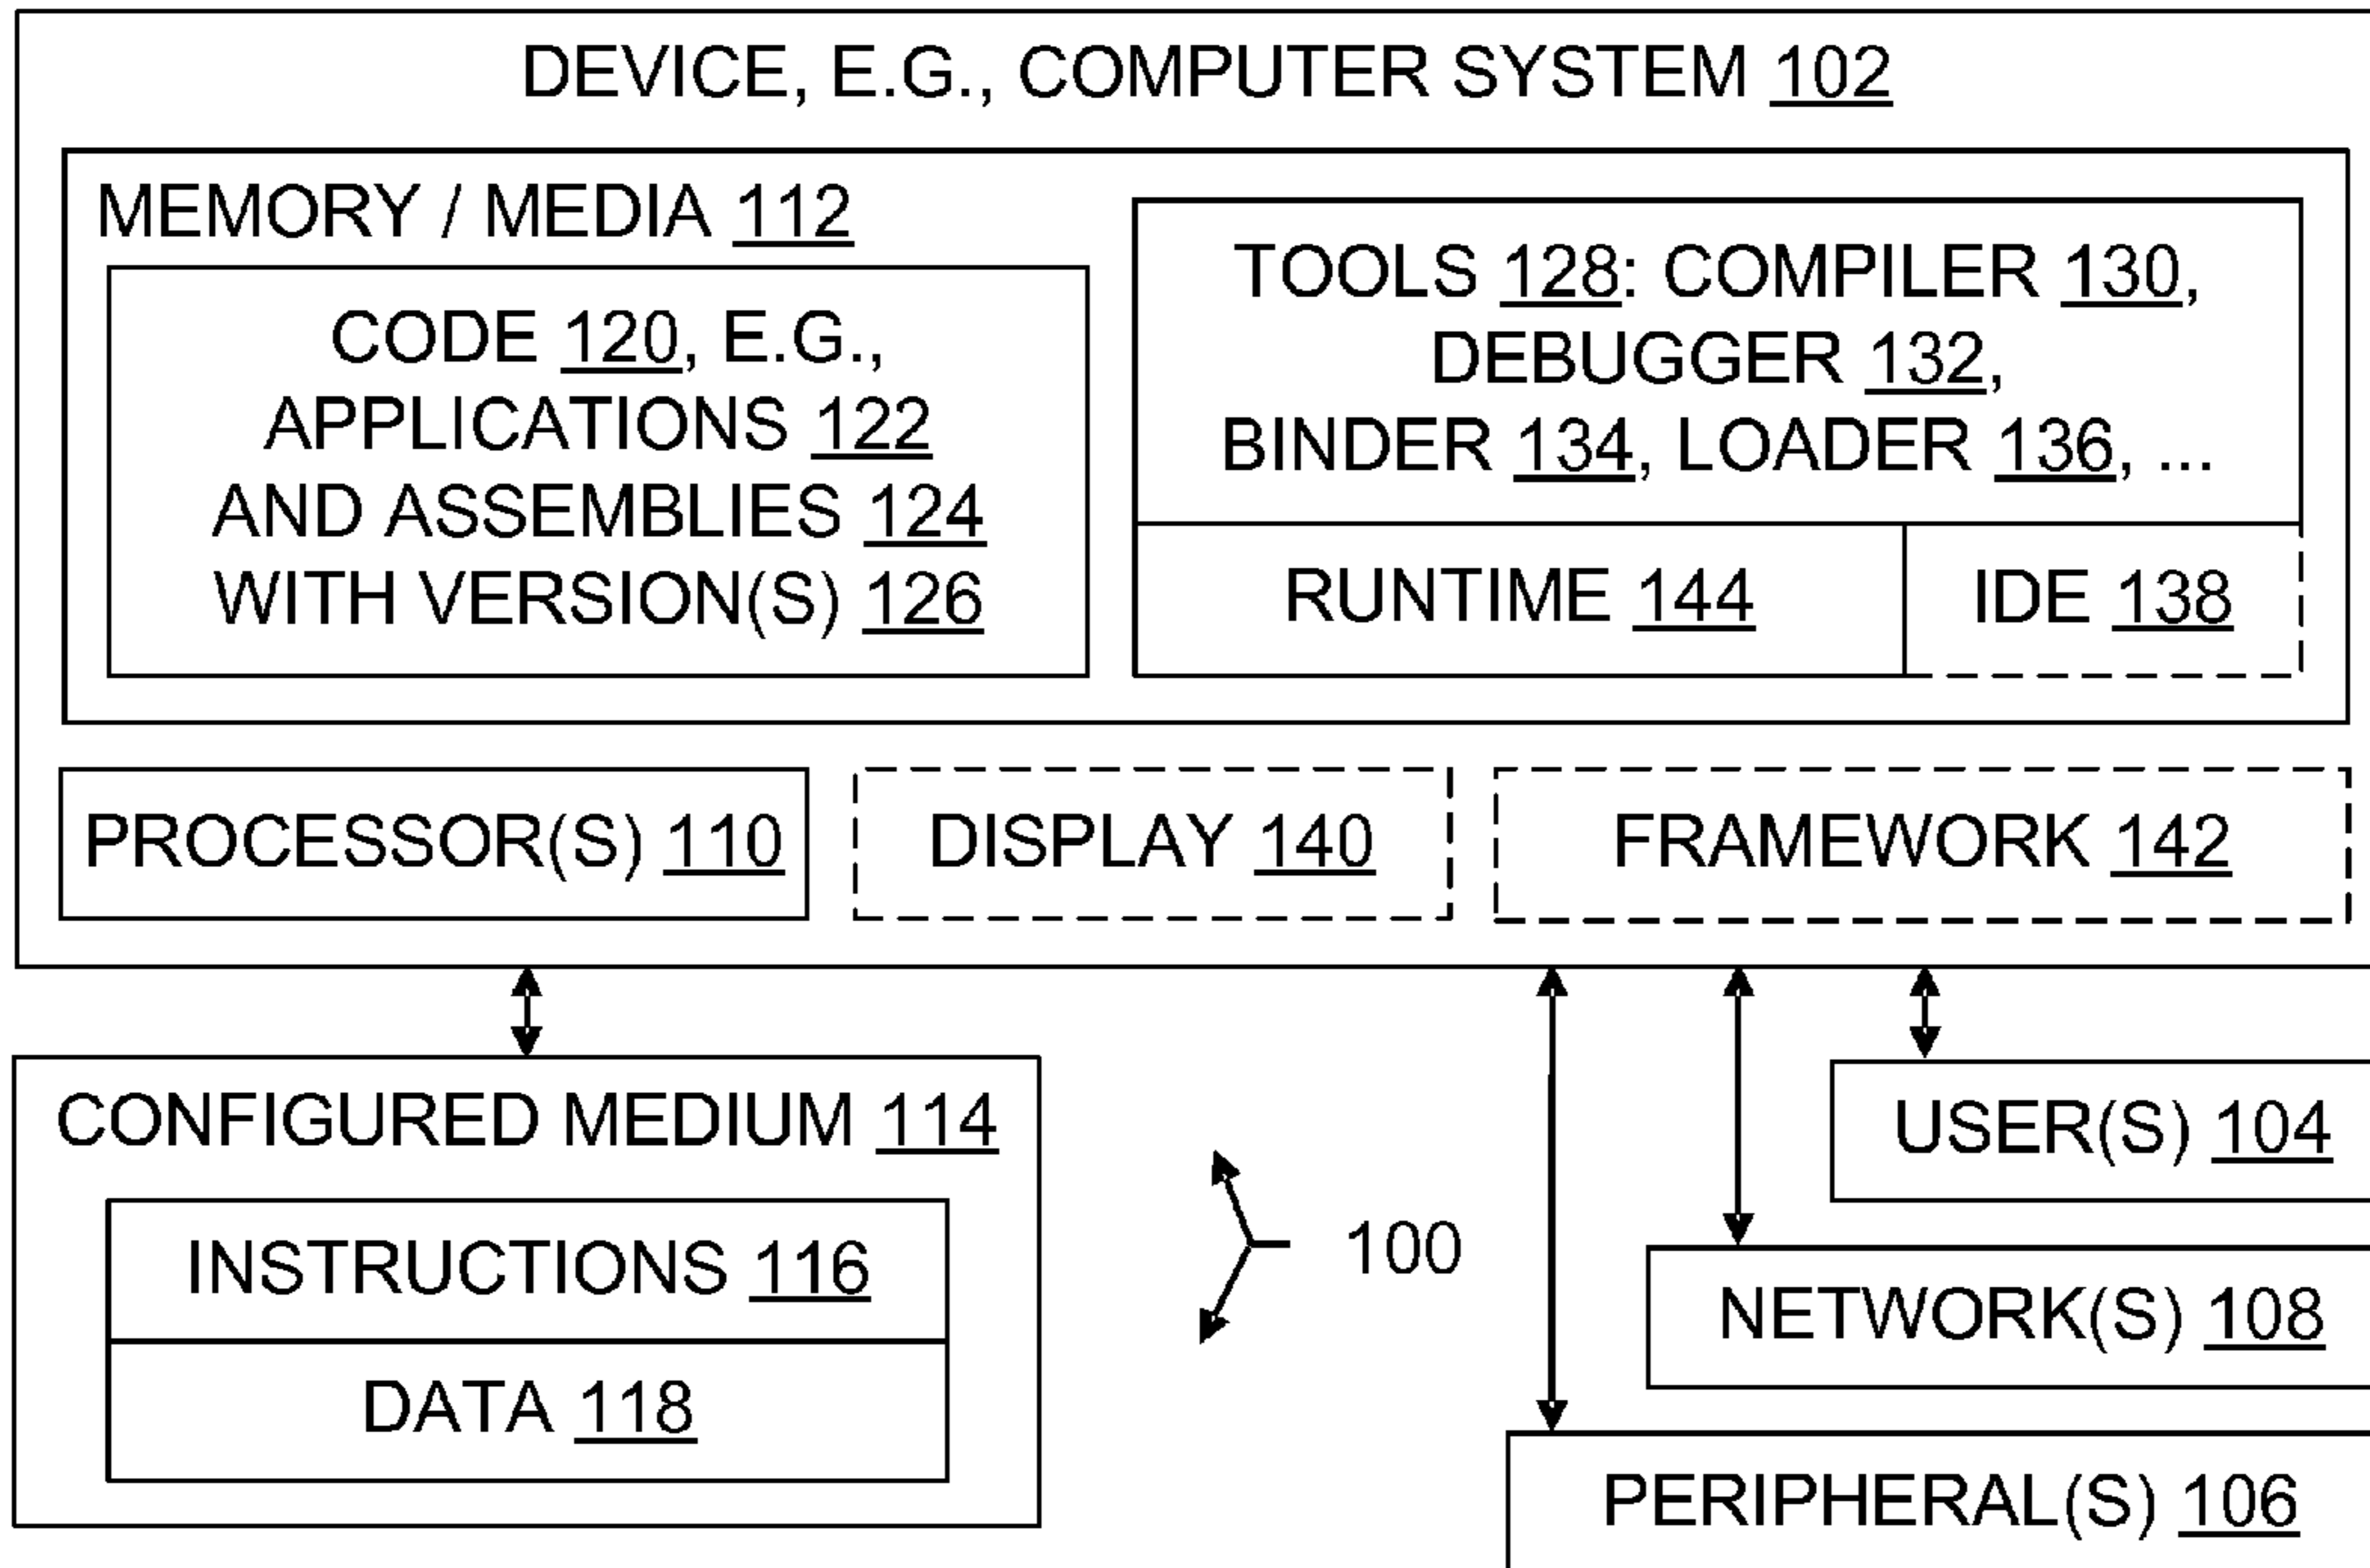 DEVICE, E.G., COMPUTER SYSTEM 102
MEMORY / MEDIA 112
CODE 120, E.G.,
APPLICATIONS 122
AND ASSEMBLIES 124
WITH VERSION(S) 126
TOOLS 128: COMPILER 130,
DEBUGGER 132,
BINDER 134, LOADER 136, ...
RUNTIME 144
IDE 138
PROCESSOR(S) 110
DISPLAY 140
FRAMEWORK 142
CONFIGURED MEDIUM 114
INSTRUCTIONS 116
DATA 118
100
USER(S) 104
NETWORK(S) 108
PERIPHERAL(S) 106